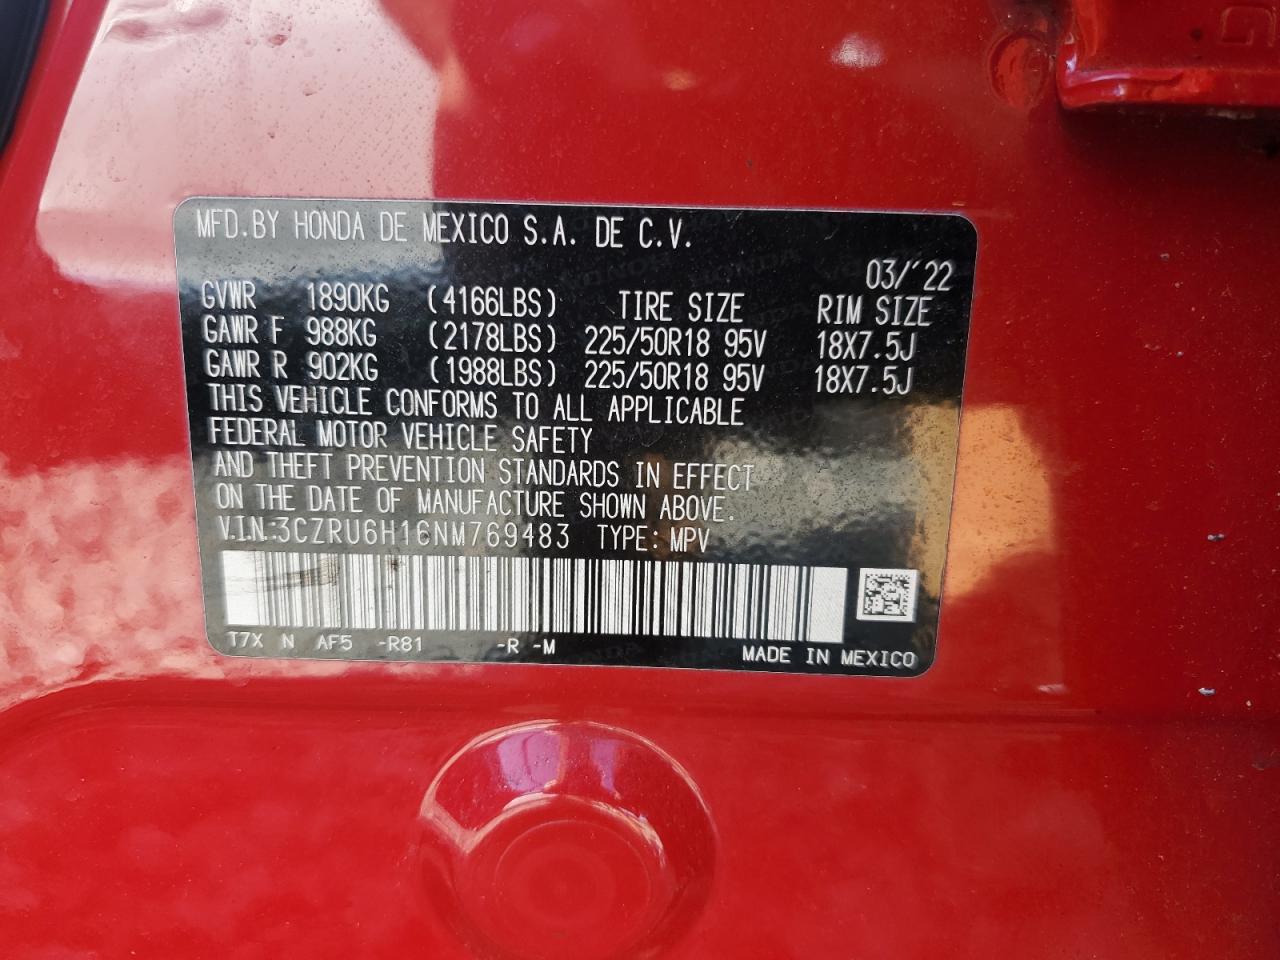 MFD.BY HONDA DE MEXICO S.A. DE C.V.
03/'22
GVWR 1890KG (4166LBS) TIRE SIZE RIM SIZE
GAWR F 988KG (2178LBS) 225/50R18 95V 18X7.5J
GAWR R 902KG (1988LBS) 225/50R18 95V 18X7.5J
THIS VEHICLE CONFORMS TO ALL APPLICABLE
FEDERAL MOTOR VEHICLE SAFETY
AND THEFT PREVENTION STANDARDS IN EFFECT
ON THE DATE OF MANUFACTURE SHOWN ABOVE.
V.I.N.:3CZRU6H16NM769483 TYPE: MPV
T7X N AF5 -R81 -R -M MADE IN MEXICO